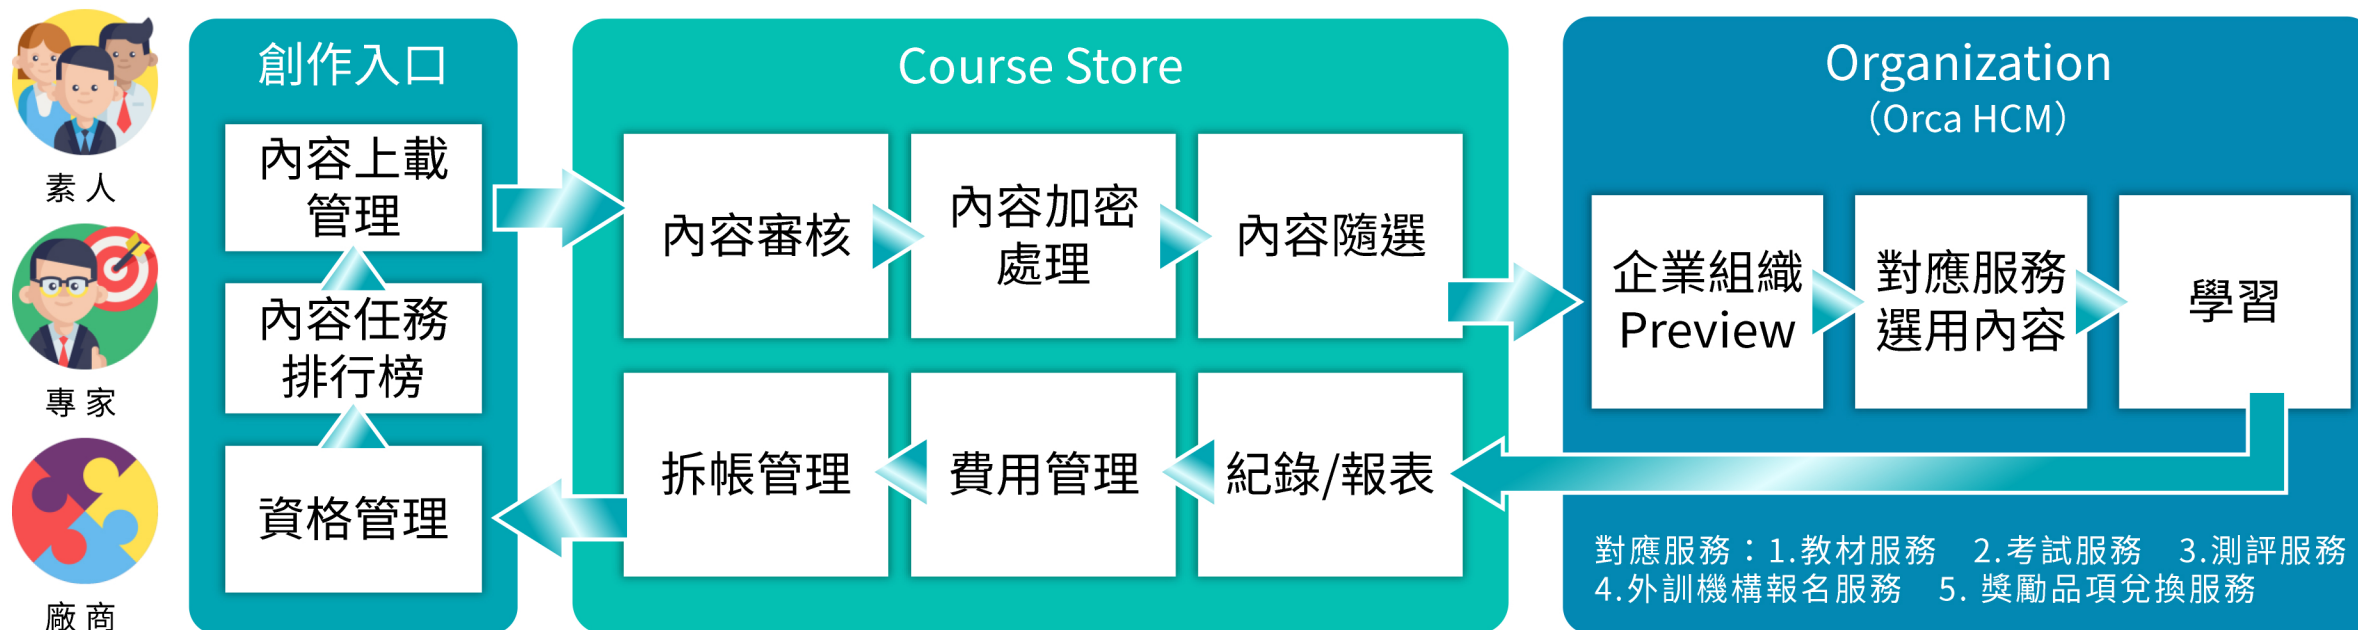 素人
專家
廠商
創作入口
內容上載
管理
內容任務
排行榜
資格管理
Course Store
內容審核
內容加密
處理
內容隨選
拆帳管理
費用管理
紀錄/報表
Organization
（Orca HCM）
企業組織
Preview
對應服務
選用內容
學習
對應服務：1.教材服務 2.考試服務 3.測評服務
4.外訓機構報名服務 5. 獎勵品項兌換服務